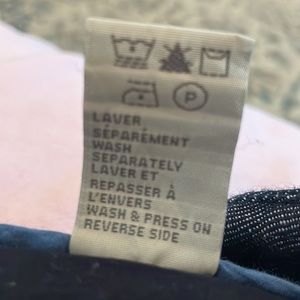 P
LAVER
SÉPARÉMENT
WASH
SEPARATELY
LAVER ET
REPASSER À
L'ENVERS
WASH & PRESS ON
REVERSE SIDE